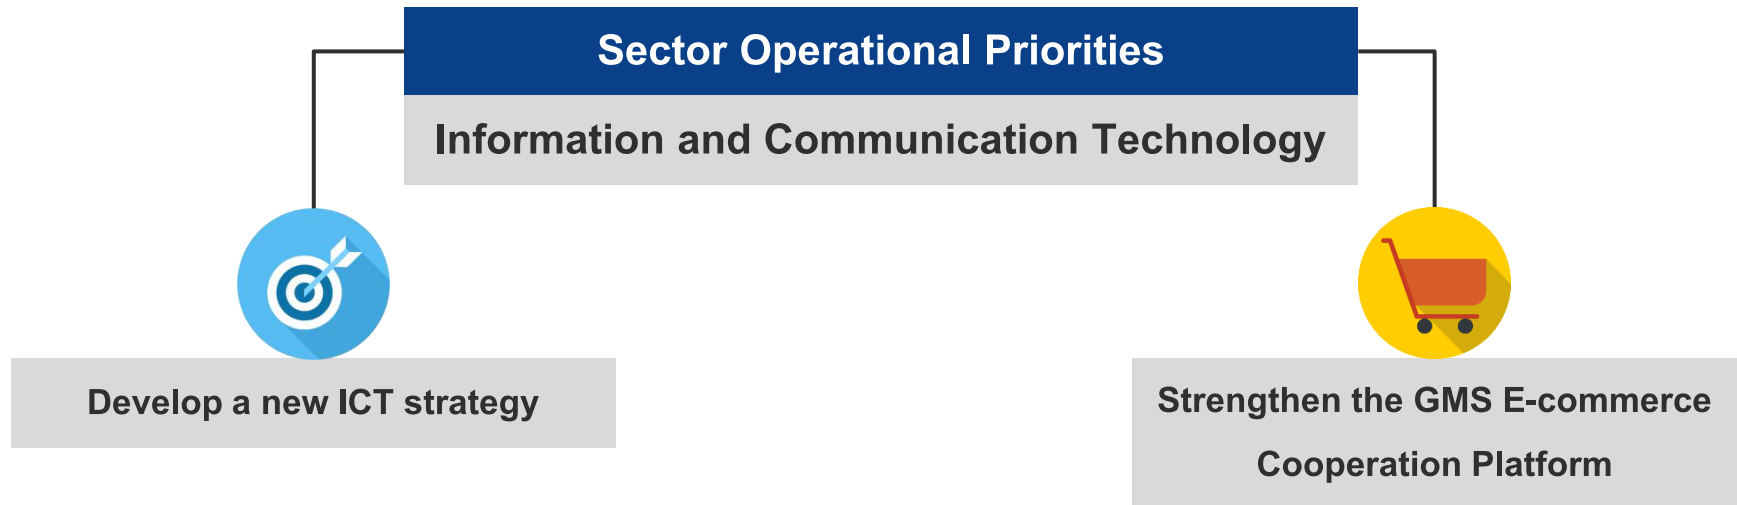 Sector Operational Priorities
Information and Communication Technology
Develop a new ICT strategy
Strengthen the GMS E-commerce
Cooperation Platform